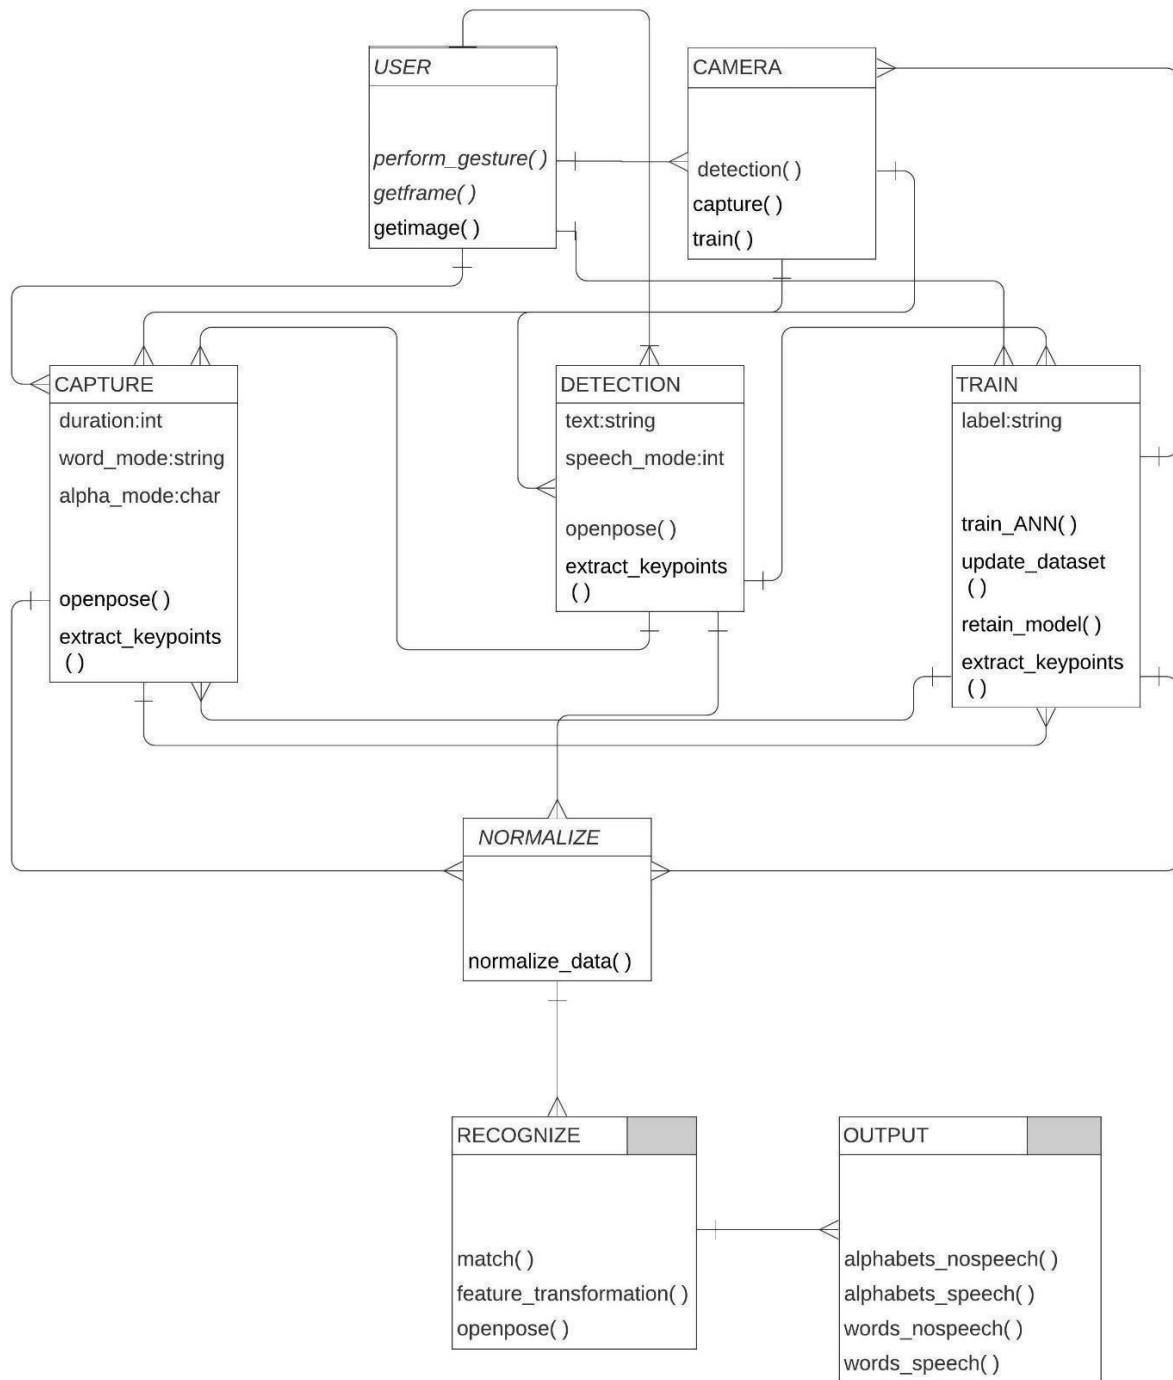 USER
perform_gesture( )
getframe( )
getimage( )
CAMERA
detection( )
capture( )
train( )
CAPTURE
duration:int
word_mode:string
alpha_mode:char
openpose( )
extract_keypoints
( )
DETECTION
text:string
speech_mode:int
openpose( )
extract_keypoints
( )
TRAIN
label:string
train_ANN( )
update_dataset
( )
retain_model( )
extract_keypoints
( )
NORMALIZE
normalize_data( )
RECOGNIZE
match( )
feature_transformation( )
openpose( )
OUTPUT
alphabets_nospeech( )
alphabets_speech( )
words_nospeech( )
words_speech( )